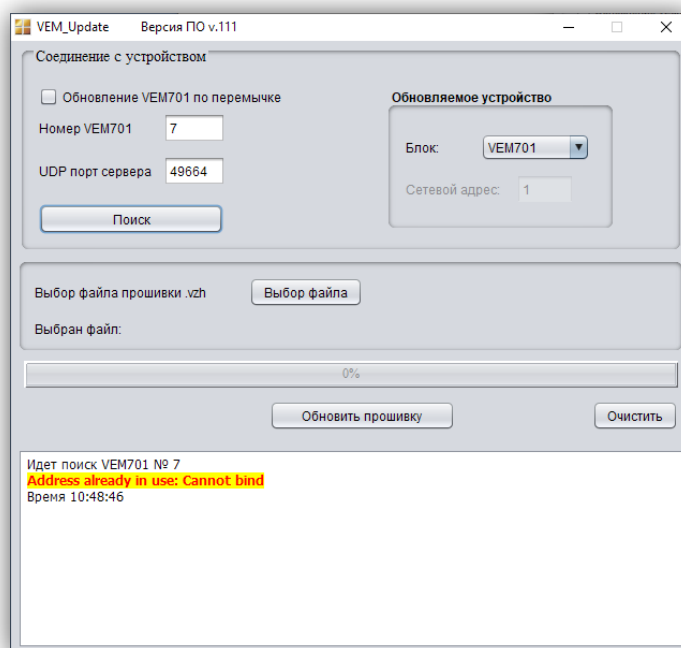 VEM_Update Версия ПО v.111
Соединение с устройством
Обновление VEM701 по перемычке
Номер VEM701 7
UDP порт сервера 49664
Поиск
Обновляемое устройство
Блок: VEM701
Сетевой адрес: 1
Выбор файла прошивки .vzh Выбор файла
Выбран файл:
0%
Обновить прошивку Очистить
Идет поиск VEM701 № 7
Address already in use: Cannot bind
Время 10:48:46